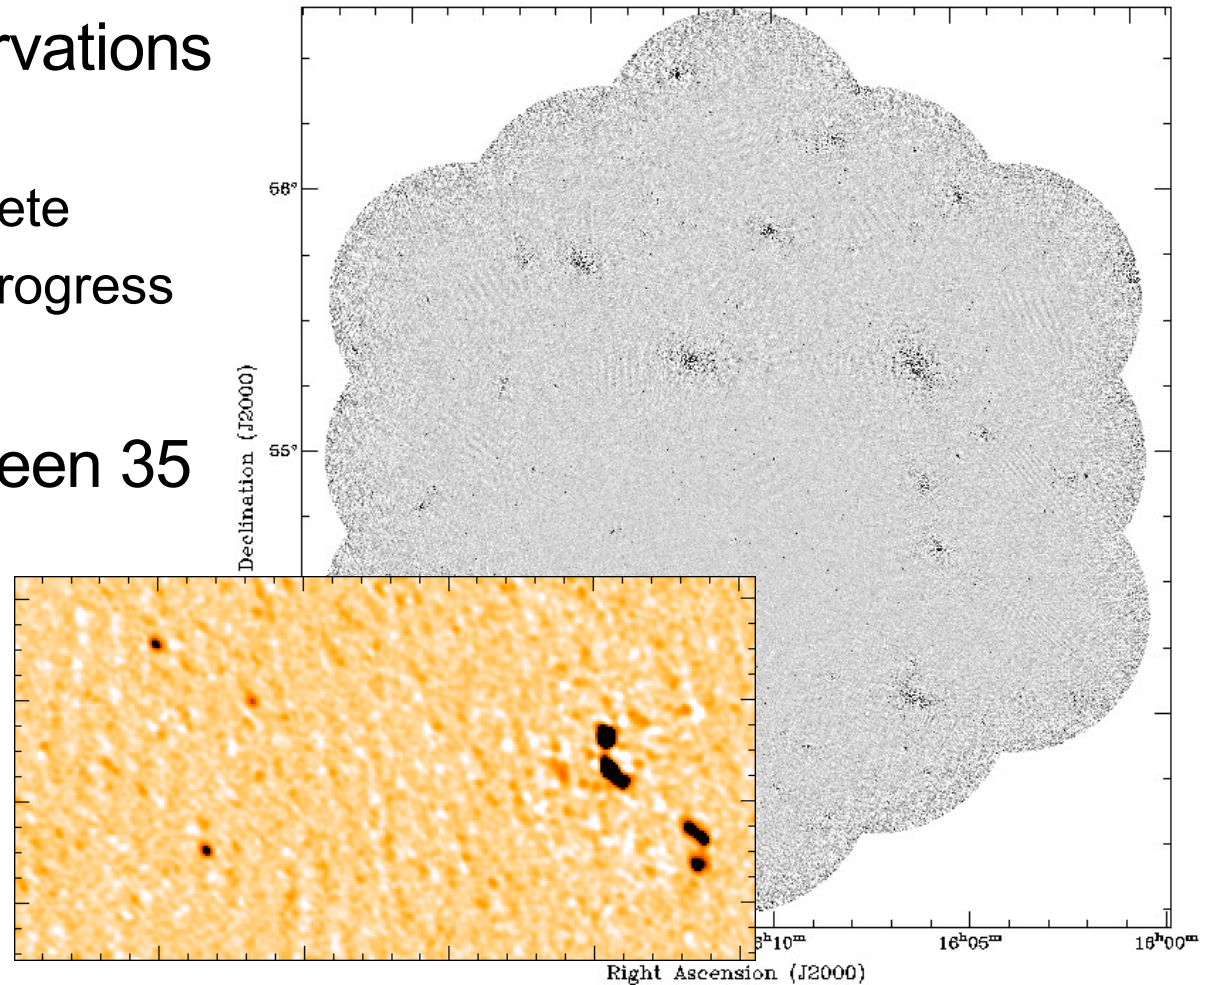 rvations
ete
rogress
een 35
56°
55°
Declination (J2000)
ʰ10ᵐ
16ʰ05ᵐ
16ʰ00ᵐ
Right Ascension (J2000)